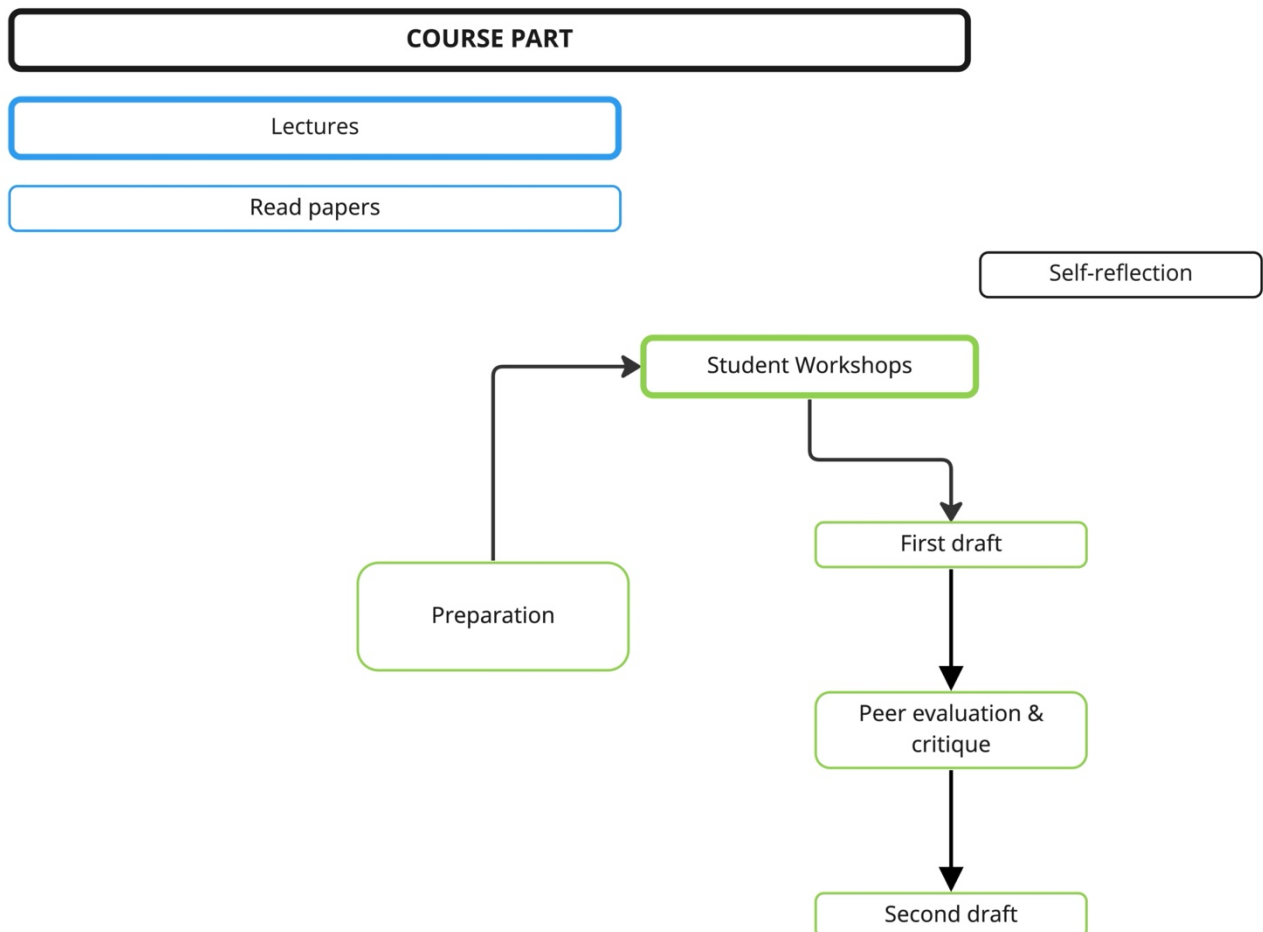 COURSE PART
Lectures
Read papers
Self-reflection
Student Workshops
First draft
Preparation
Peer evaluation &
critique
Second draft